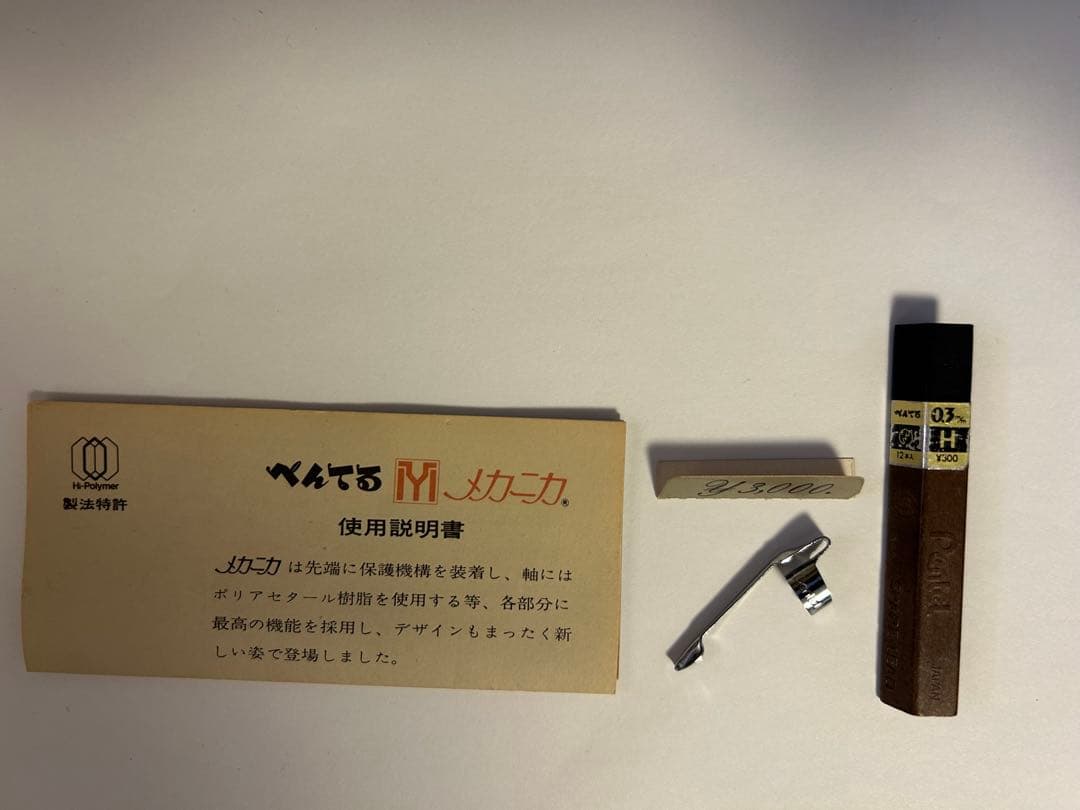 Hi-Polymer
製法特許
ぺんてる メカニカ®
使用説明書
メカニカは先端に保護機構を装着し、軸には
ポリアセタール樹脂を使用する等、各部分に
最高の機能を採用し、デザインもまったく新
しい姿で登場しました。
¥3,000.
ぺんてる 0.3m/m
H
12本入 ¥300
Pentel
JAPAN